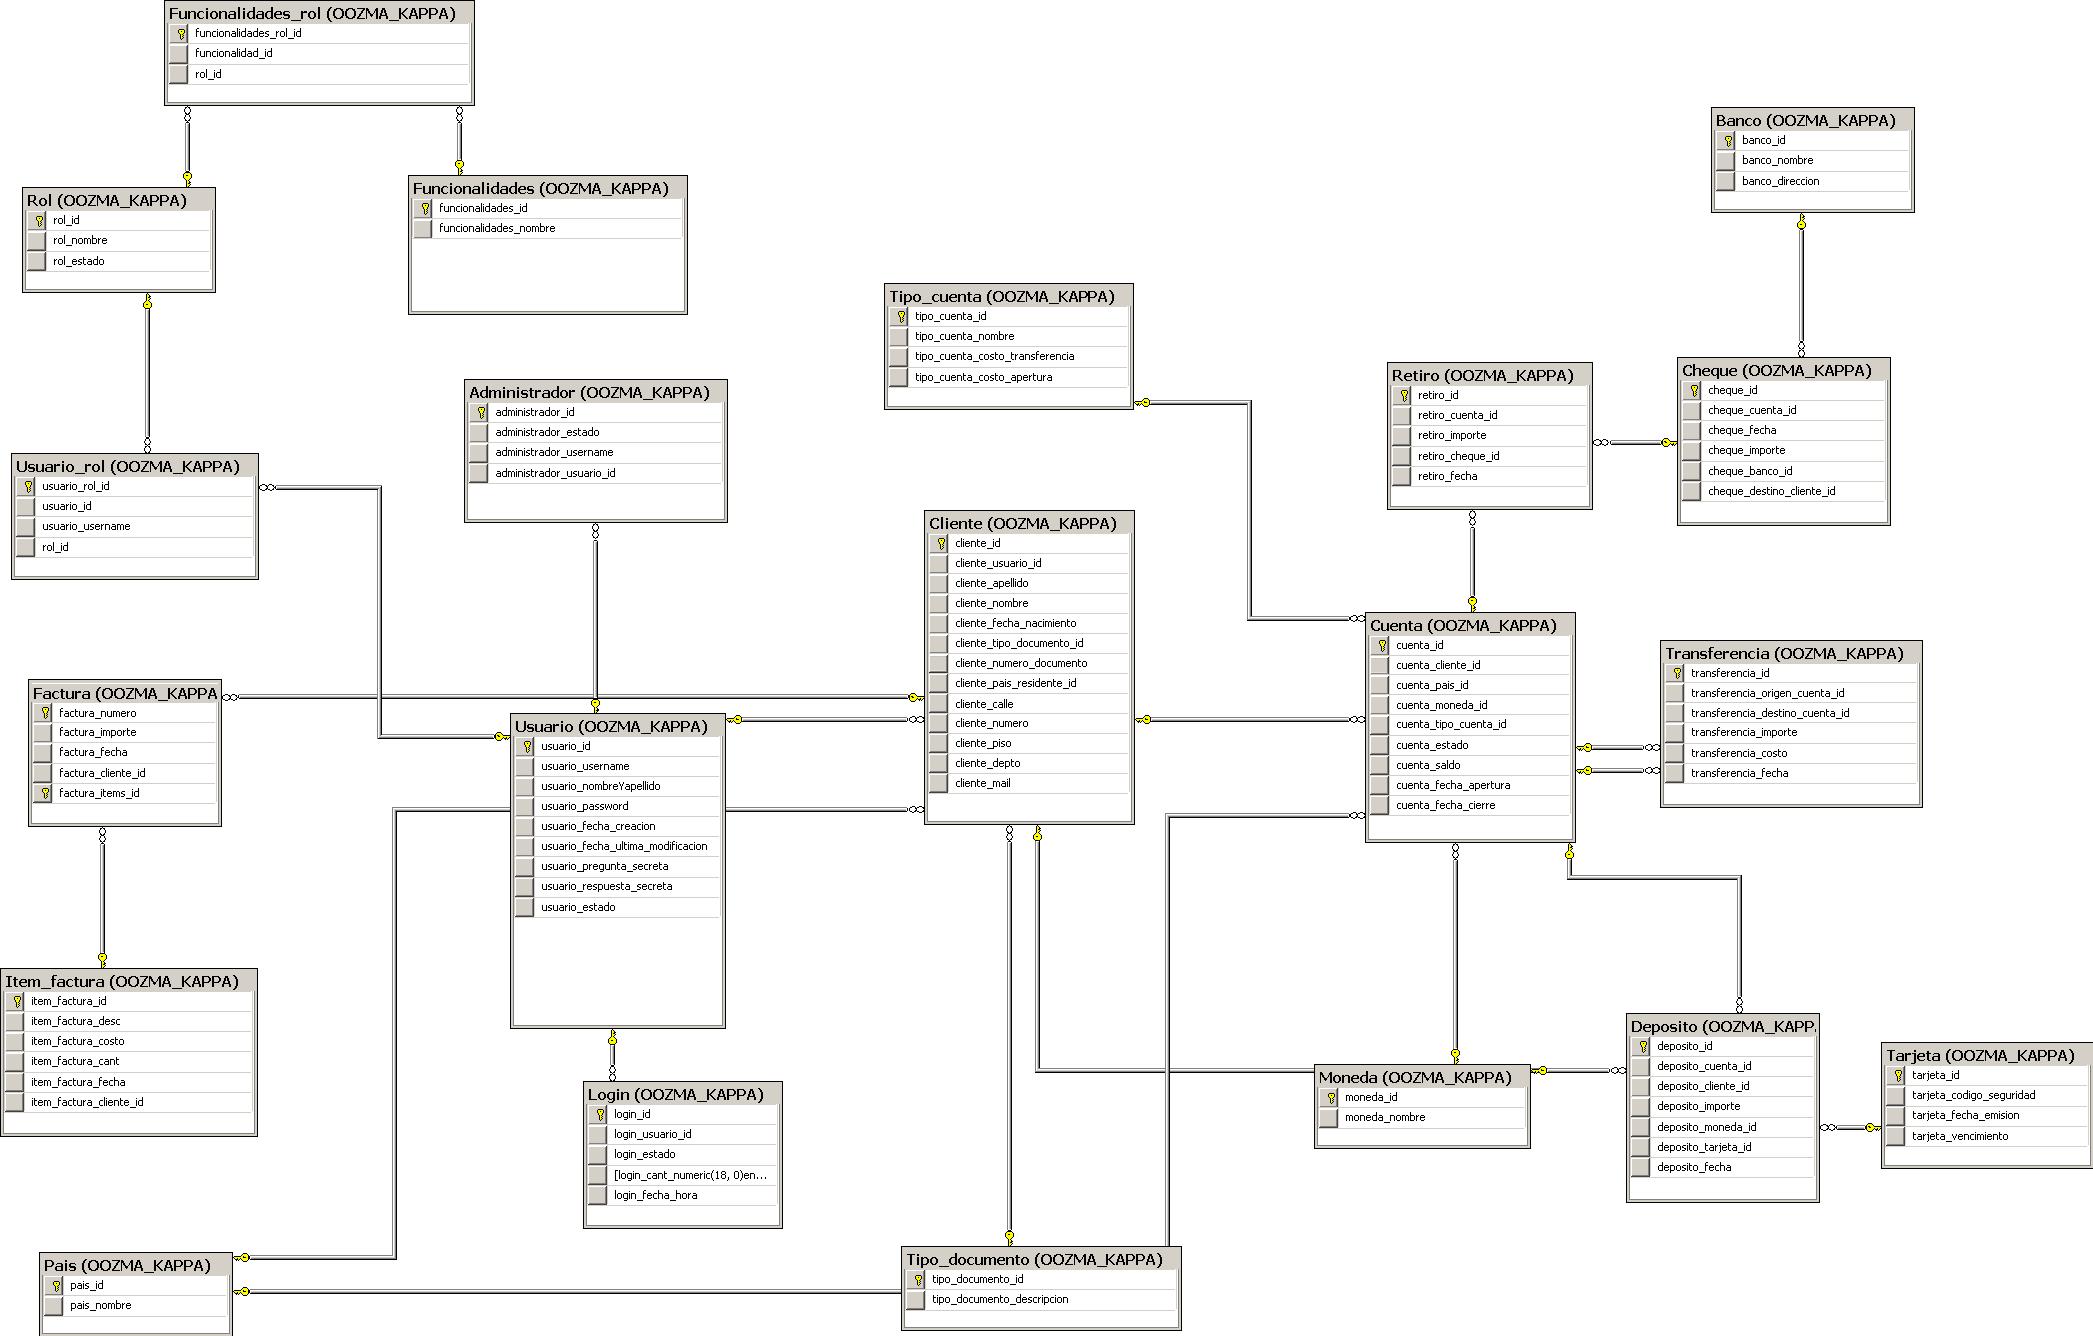 Funcionalidades_rol (OOZMA_KAPPA)
funcionalidades_rol_id
funcionalidad_id
rol_id
Banco (OOZMA_KAPPA)
banco_id
banco_nombre
banco_direccion
Rol (OOZMA_KAPPA)
rol_id
rol_nombre
rol_estado
Funcionalidades (OOZMA_KAPPA)
funcionalidades_id
funcionalidades_nombre
Tipo_cuenta (OOZMA_KAPPA)
tipo_cuenta_id
tipo_cuenta_nombre
tipo_cuenta_costo_transferencia
tipo_cuenta_costo_apertura
Retiro (OOZMA_KAPPA)
retiro_id
retiro_cuenta_id
retiro_importe
retiro_cheque_id
retiro_fecha
Cheque (OOZMA_KAPPA)
cheque_id
cheque_cuenta_id
cheque_fecha
cheque_importe
cheque_banco_id
cheque_destino_cliente_id
Administrador (OOZMA_KAPPA)
administrador_id
administrador_estado
administrador_username
administrador_usuario_id
Usuario_rol (OOZMA_KAPPA)
usuario_rol_id
usuario_id
usuario_username
rol_id
Cliente (OOZMA_KAPPA)
cliente_id
cliente_usuario_id
cliente_apellido
cliente_nombre
cliente_fecha_nacimiento
cliente_tipo_documento_id
cliente_numero_documento
cliente_pais_residente_id
cliente_calle
cliente_numero
cliente_piso
cliente_depto
cliente_mail
Cuenta (OOZMA_KAPPA)
cuenta_id
cuenta_cliente_id
cuenta_pais_id
cuenta_moneda_id
cuenta_tipo_cuenta_id
cuenta_estado
cuenta_saldo
cuenta_fecha_apertura
cuenta_fecha_cierre
Transferencia (OOZMA_KAPPA)
transferencia_id
transferencia_origen_cuenta_id
transferencia_destino_cuenta_id
transferencia_importe
transferencia_costo
transferencia_fecha
Factura (OOZMA_KAPPA
factura_numero
factura_importe
factura_fecha
factura_cliente_id
factura_items_id
Usuario (OOZMA_KAPPA)
usuario_id
usuario_username
usuario_nombreYapellido
usuario_password
usuario_fecha_creacion
usuario_fecha_ultima_modificacion
usuario_pregunta_secreta
usuario_respuesta_secreta
usuario_estado
Item_factura (OOZMA_KAPPA)
item_factura_id
item_factura_desc
item_factura_costo
item_factura_cant
item_factura_fecha
item_factura_cliente_id
Login (OOZMA_KAPPA)
login_id
login_usuario_id
login_estado
[login_cant_numeric(18, 0)en...
login_fecha_hora
Moneda (OOZMA_KAPPA)
moneda_id
moneda_nombre
Deposito (OOZMA_KAPP
deposito_id
deposito_cuenta_id
deposito_cliente_id
deposito_importe
deposito_moneda_id
deposito_tarjeta_id
deposito_fecha
Tarjeta (OOZMA_KAPPA)
tarjeta_id
tarjeta_codigo_seguridad
tarjeta_fecha_emision
tarjeta_vencimiento
Pais (OOZMA_KAPPA)
pais_id
pais_nombre
Tipo_documento (OOZMA_KAPPA)
tipo_documento_id
tipo_documento_descripcion